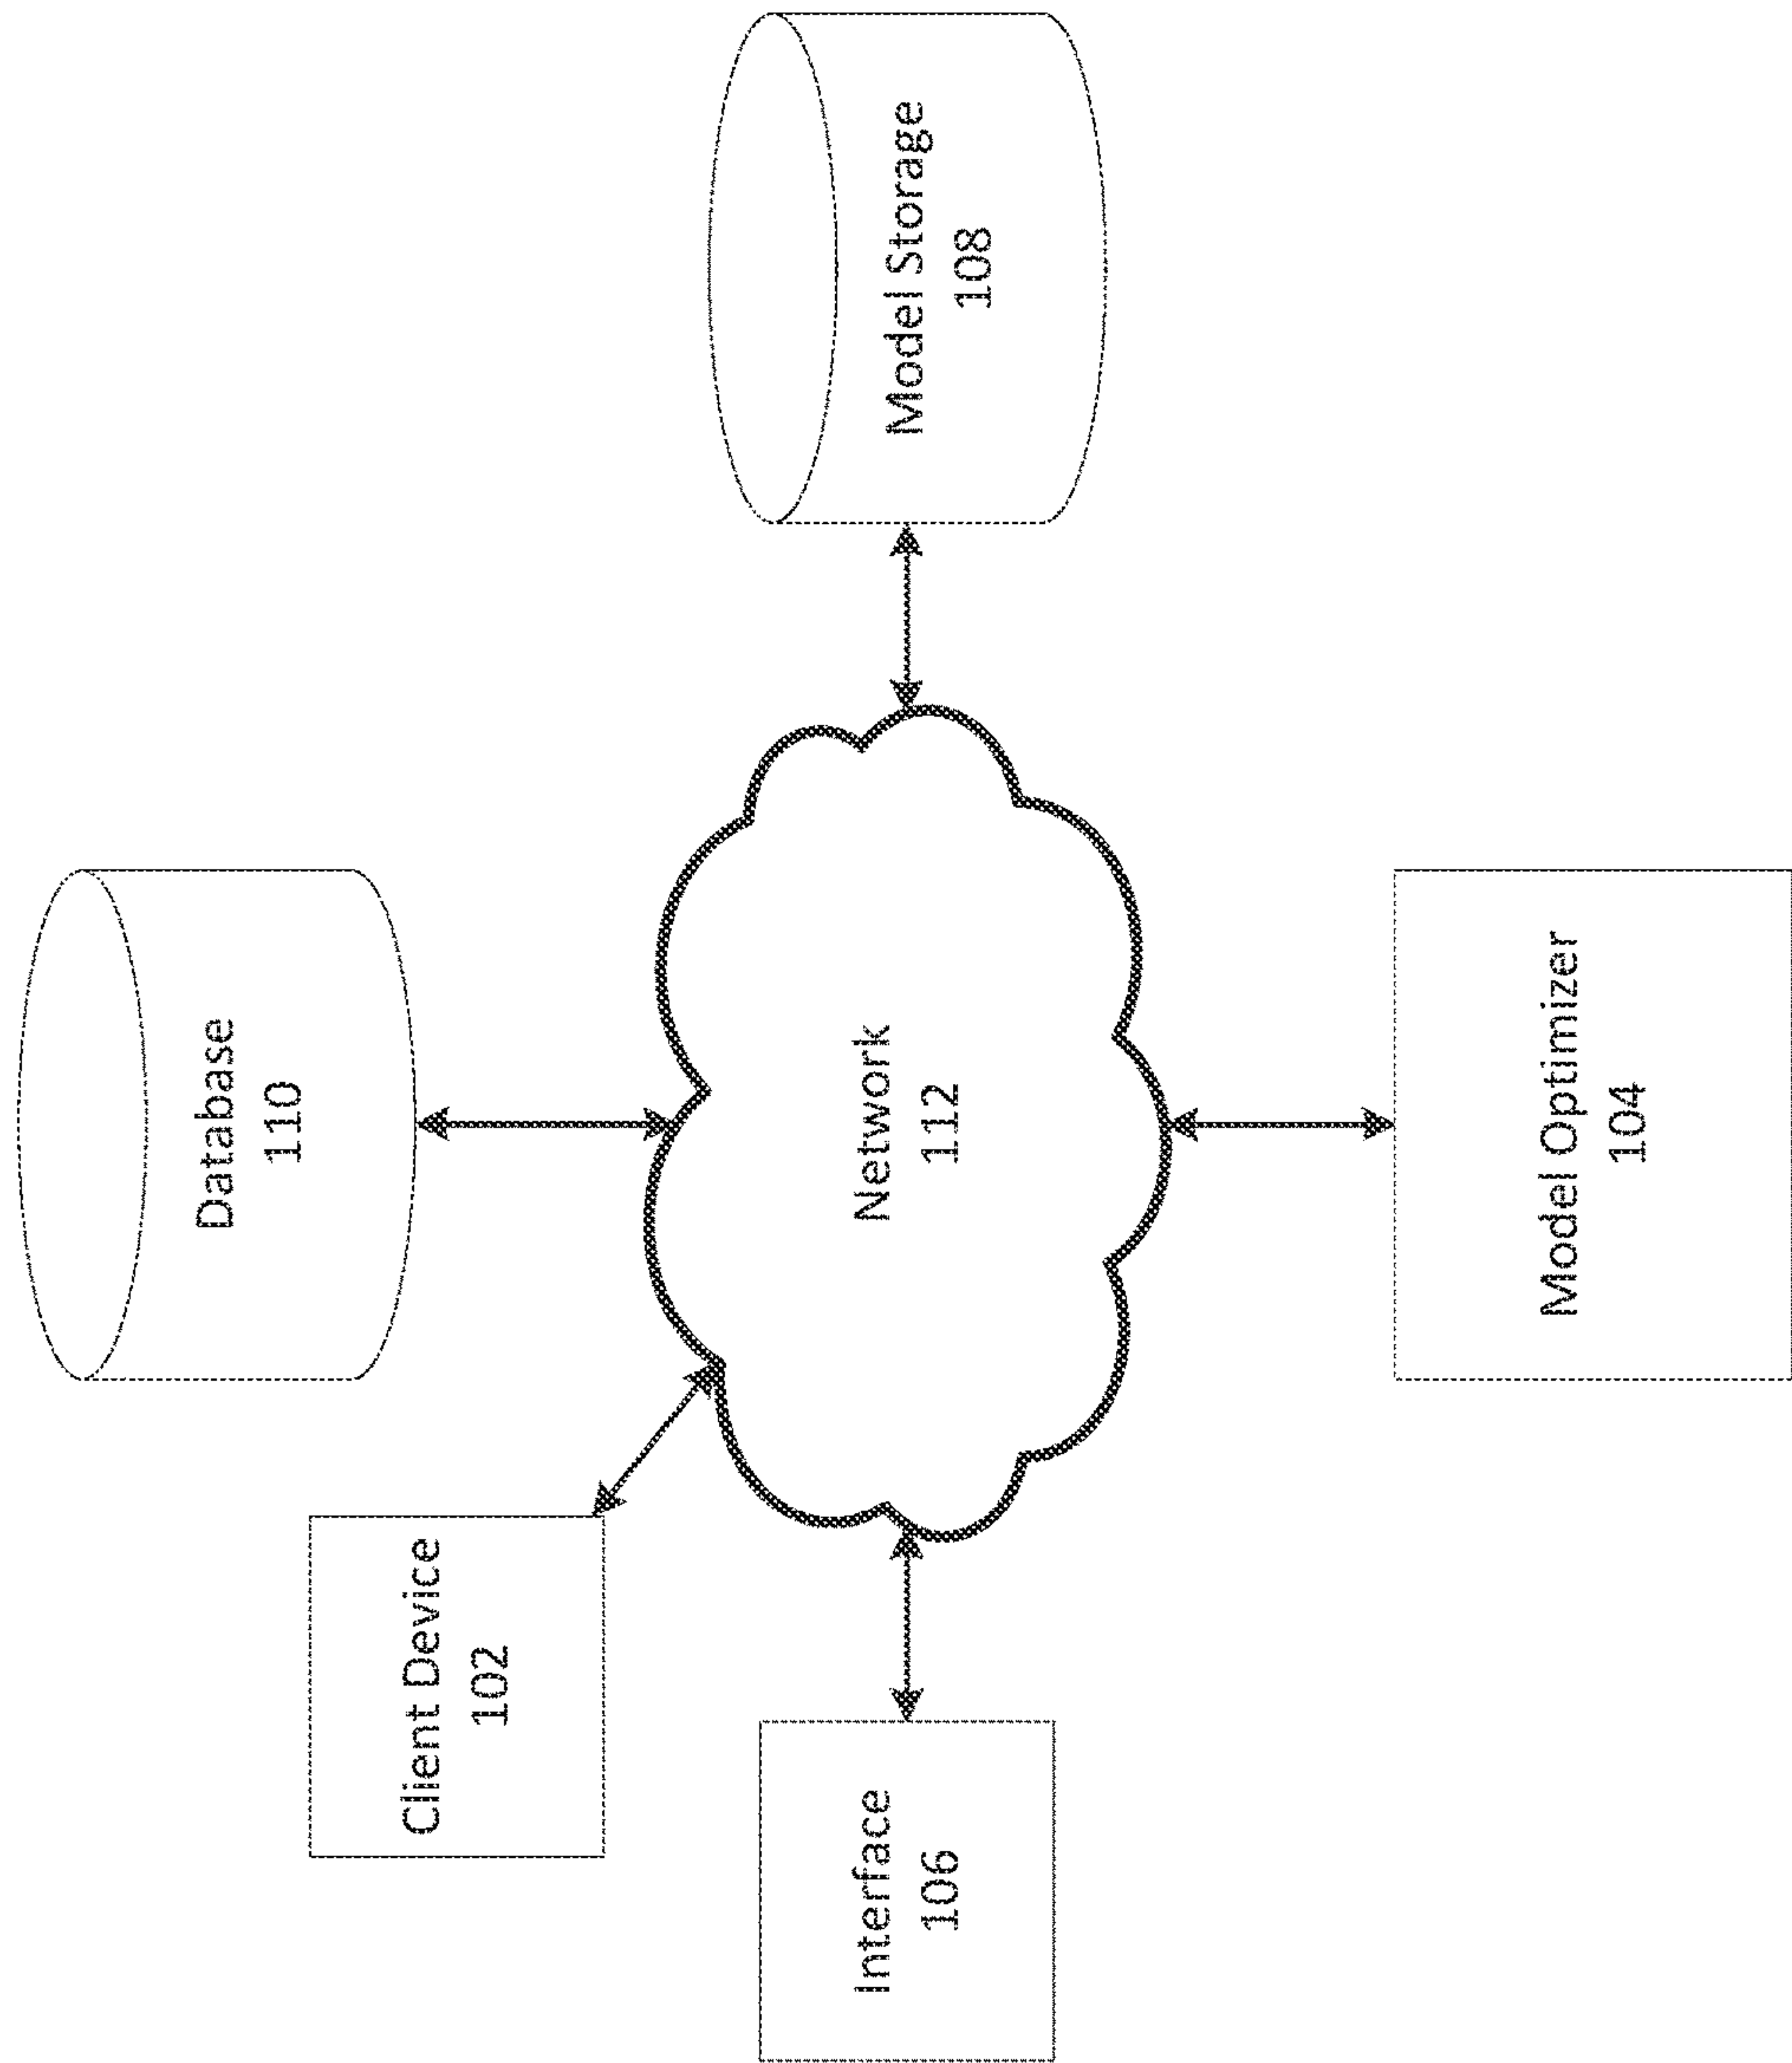 Database
110
Client Device
102
Interface
106
Network
112
Model Storage
108
Model Optimizer
104